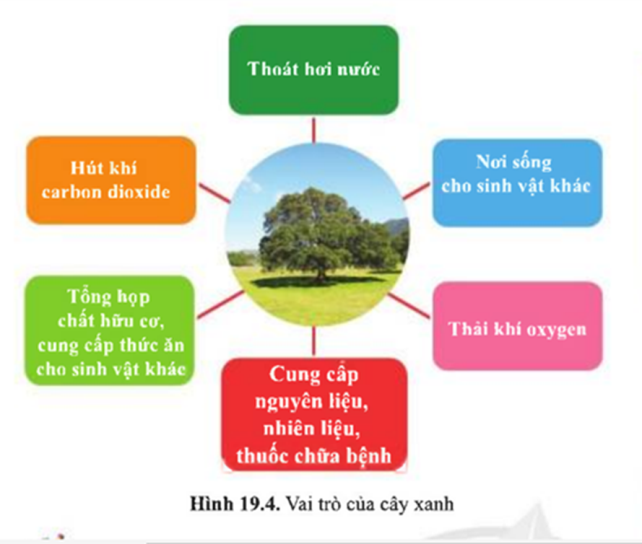 Thoát hơi nước
Hút khí
carbon dioxide
Nơi sống
cho sinh vật khác
Tổng hợp
chất hữu cơ,
cung cấp thức ăn
cho sinh vật khác
Thải khí oxygen
Cung cấp
nguyên liệu,
nhiên liệu,
thuốc chữa bệnh
Hình 19.4. Vai trò của cây xanh